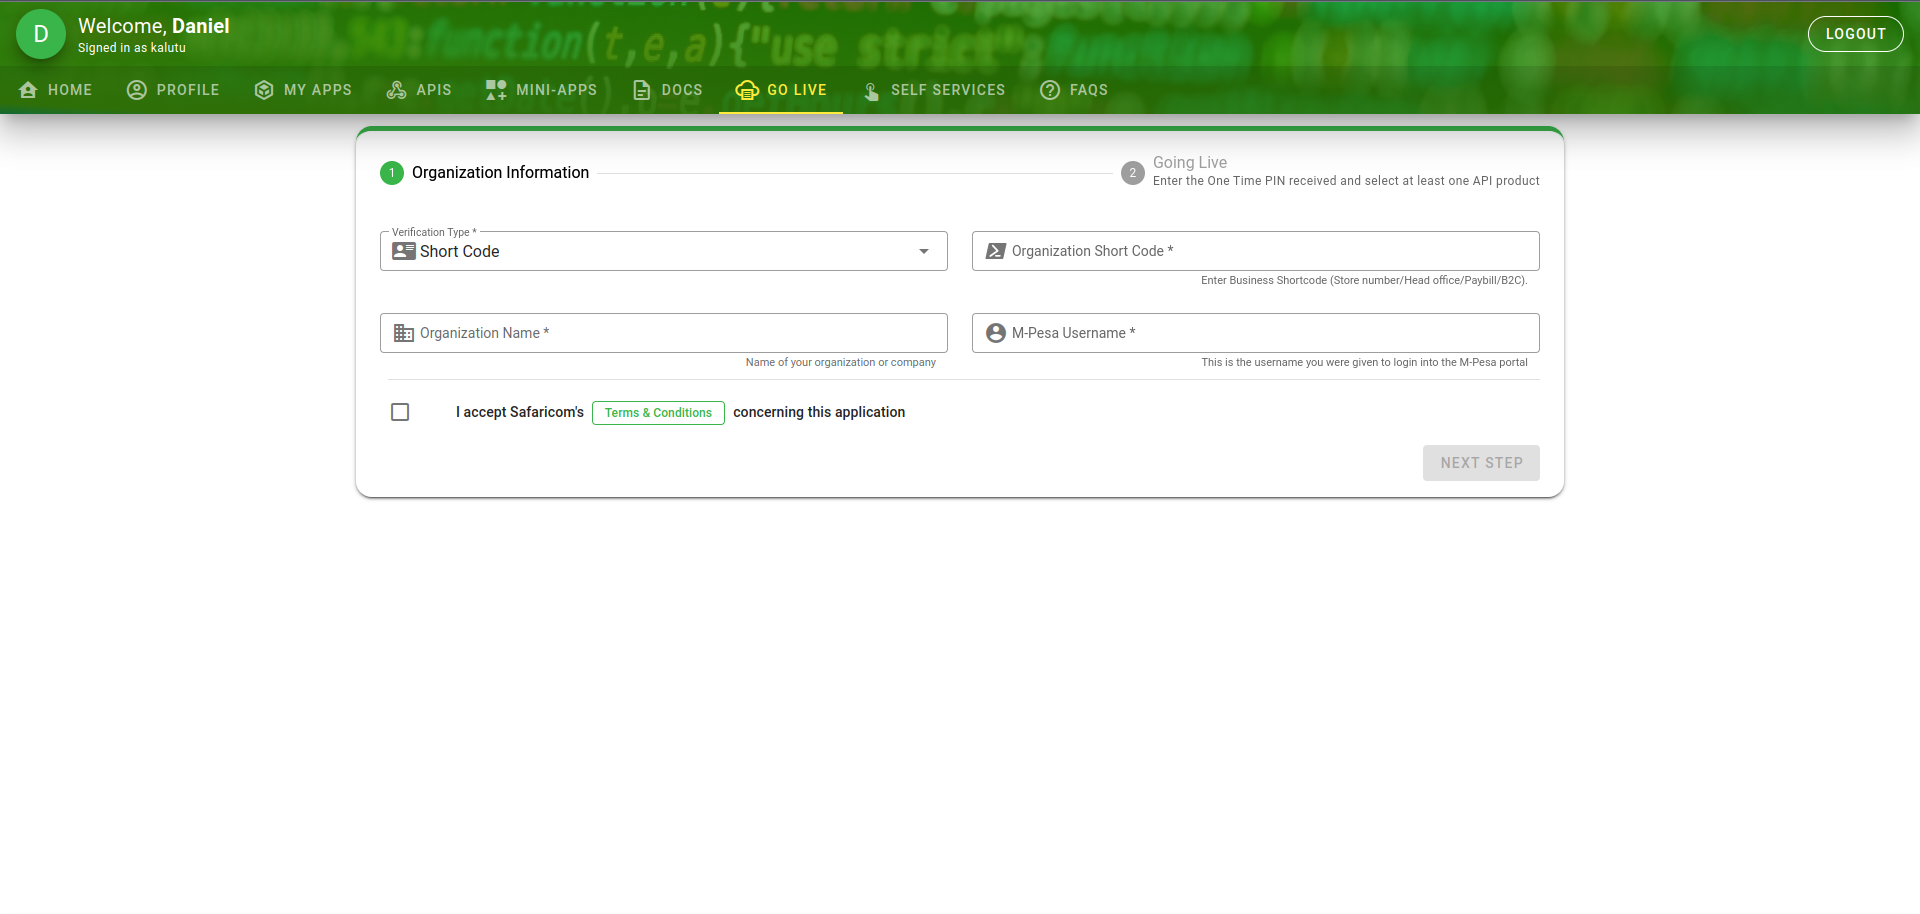 D
Welcome, Daniel
Signed in as kalutu
function(t,e,a){"use strict";
LOGOUT
HOME
PROFILE
MY APPS
APIS
MINI-APPS
DOCS
GO LIVE
SELF SERVICES
FAQS
1
Organization Information
2
Going Live
Enter the One Time PIN received and select at least one API product
Verification Type *
Short Code
Organization Short Code *
Enter Business Shortcode (Store number/Head office/Paybill/B2C).
Organization Name *
Name of your organization or company
M-Pesa Username *
This is the username you were given to login into the M-Pesa portal
I accept Safaricom's Terms & Conditions concerning this application
NEXT STEP